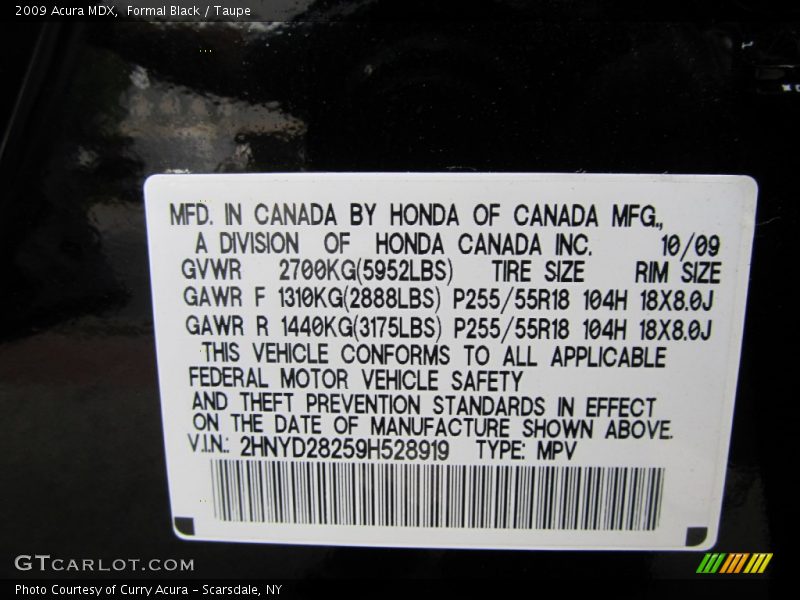 2009 Acura MDX, Formal Black / Taupe
MFD. IN CANADA BY HONDA OF CANADA MFG.,
A DIVISION OF HONDA CANADA INC. 10/09
GVWR 2700KG(5952LBS) TIRE SIZE RIM SIZE
GAWR F 1310KG(2888LBS) P255/55R18 104H 18X8.0J
GAWR R 1440KG(3175LBS) P255/55R18 104H 18X8.0J
THIS VEHICLE CONFORMS TO ALL APPLICABLE
FEDERAL MOTOR VEHICLE SAFETY
AND THEFT PREVENTION STANDARDS IN EFFECT
ON THE DATE OF MANUFACTURE SHOWN ABOVE.
V.I.N.: 2HNYD28259H528919 TYPE: MPV
GTCARLOT.COM
Photo Courtesy of Curry Acura - Scarsdale, NY